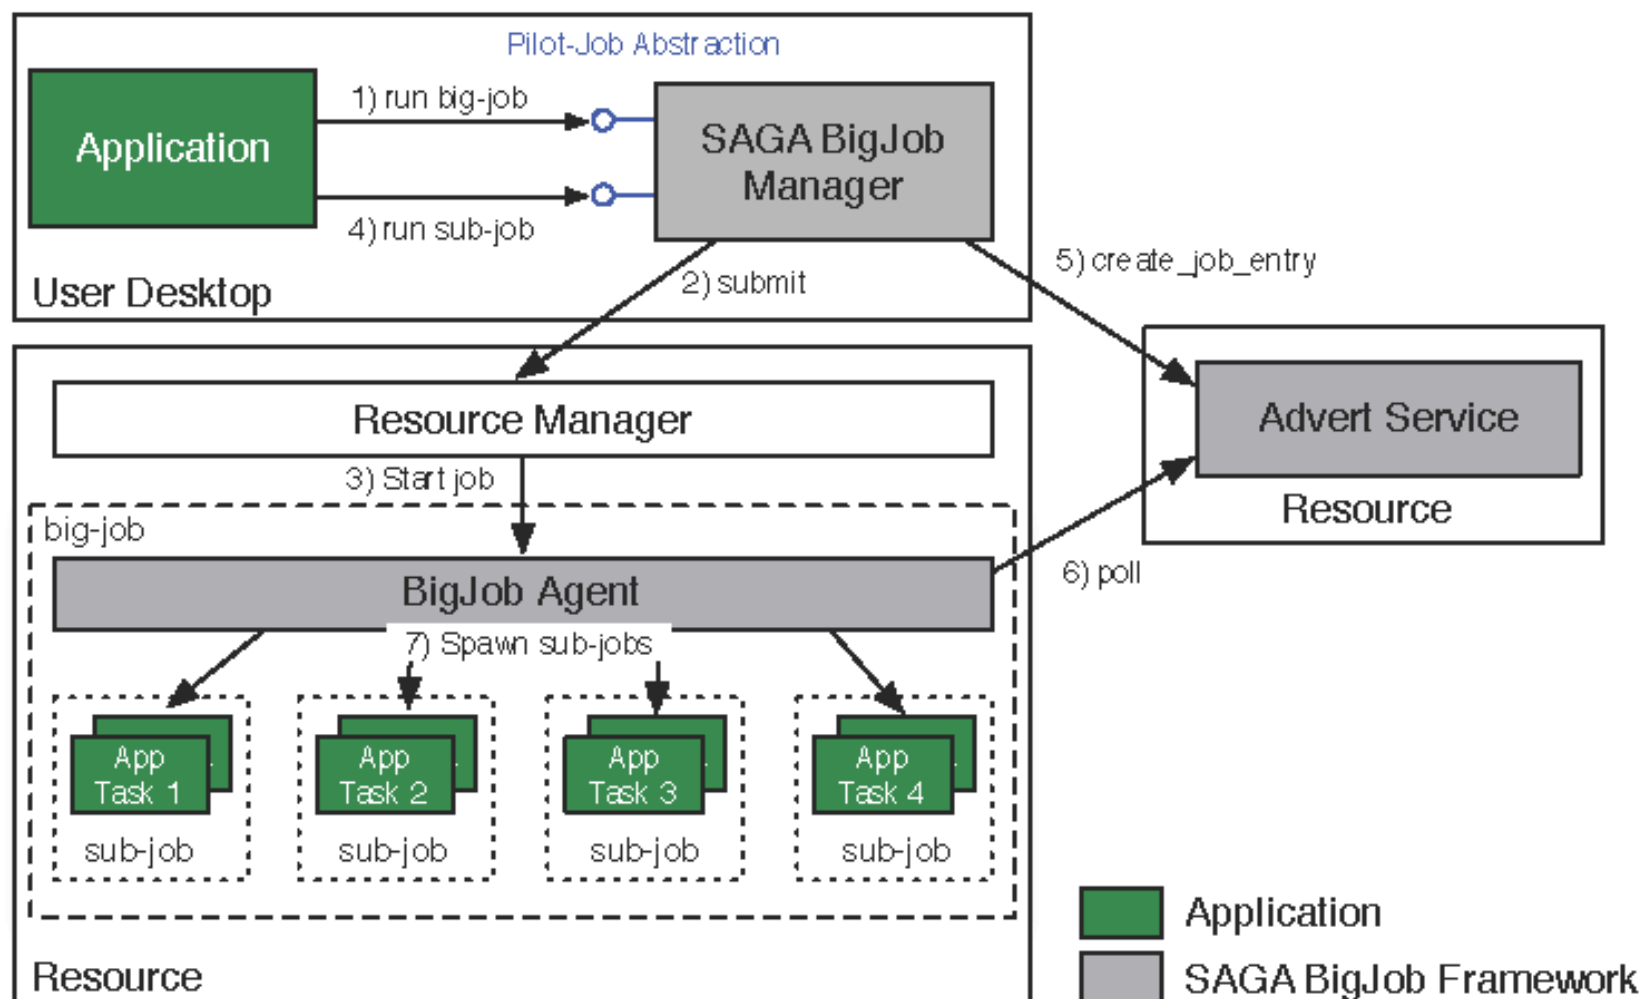 Pilot-Job Abstraction
1) run big-job
Application
SAGA BigJob
Manager
4) run sub-job
User Desktop
2) submit
5) create_job_entry
Resource Manager
Advert Service
3) Start job
Resource
big-job
BigJob Agent
6) poll
7) Spawn sub-jobs
App
Task 1
App
Task 2
App
Task 3
App
Task 4
sub-job
sub-job
sub-job
sub-job
Application
Resource
SAGA BigJob Framework